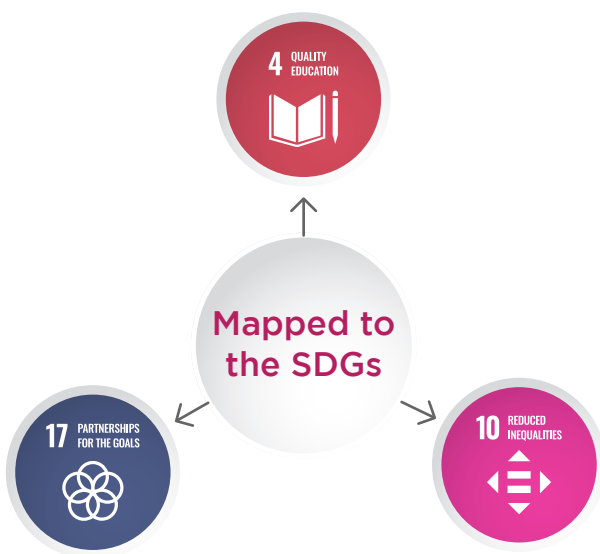 4 QUALITY
EDUCATION
Mapped to
the SDGs
17 PARTNERSHIPS
FOR THE GOALS
10 REDUCED
INEQUALITIES